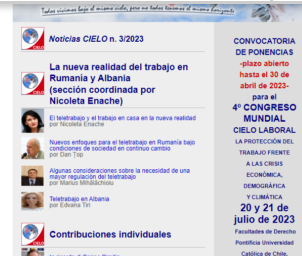 Todos vivimos bajo el mismo cielo, pero no todos tenemos el mismo horizonte
Noticias CIELO n. 3/2023
La nueva realidad del trabajo en
Rumanía y Albania
(sección coordinada por
Nicoleta Enache)
El teletrabajo y el trabajo en casa en la nueva realidad
por Nicoleta Enache
Nuevos enfoques para el teletrabajo en Rumanía bajo
condiciones de sociedad en continuo cambio
por Dan Țop
Algunas consideraciones sobre la necesidad de una
mayor regulación del teletrabajo
por Marius Mihălăchioiu
Teletrabajo en Albania
por Edvana Tiri
Contribuciones individuales
CONVOCATORIA
DE PONENCIAS
-plazo abierto
hasta el 30 de
abril de 2023-
para el
4º CONGRESO
MUNDIAL
CIELO LABORAL
LA PROTECCIÓN DEL
TRABAJO FRENTE
A LAS CRISIS
ECONÓMICA,
DEMOGRÁFICA
Y CLIMÁTICA
20 y 21 de
julio de 2023
Facultades de Derecho
Pontificia Universidad
Católica de Chile,